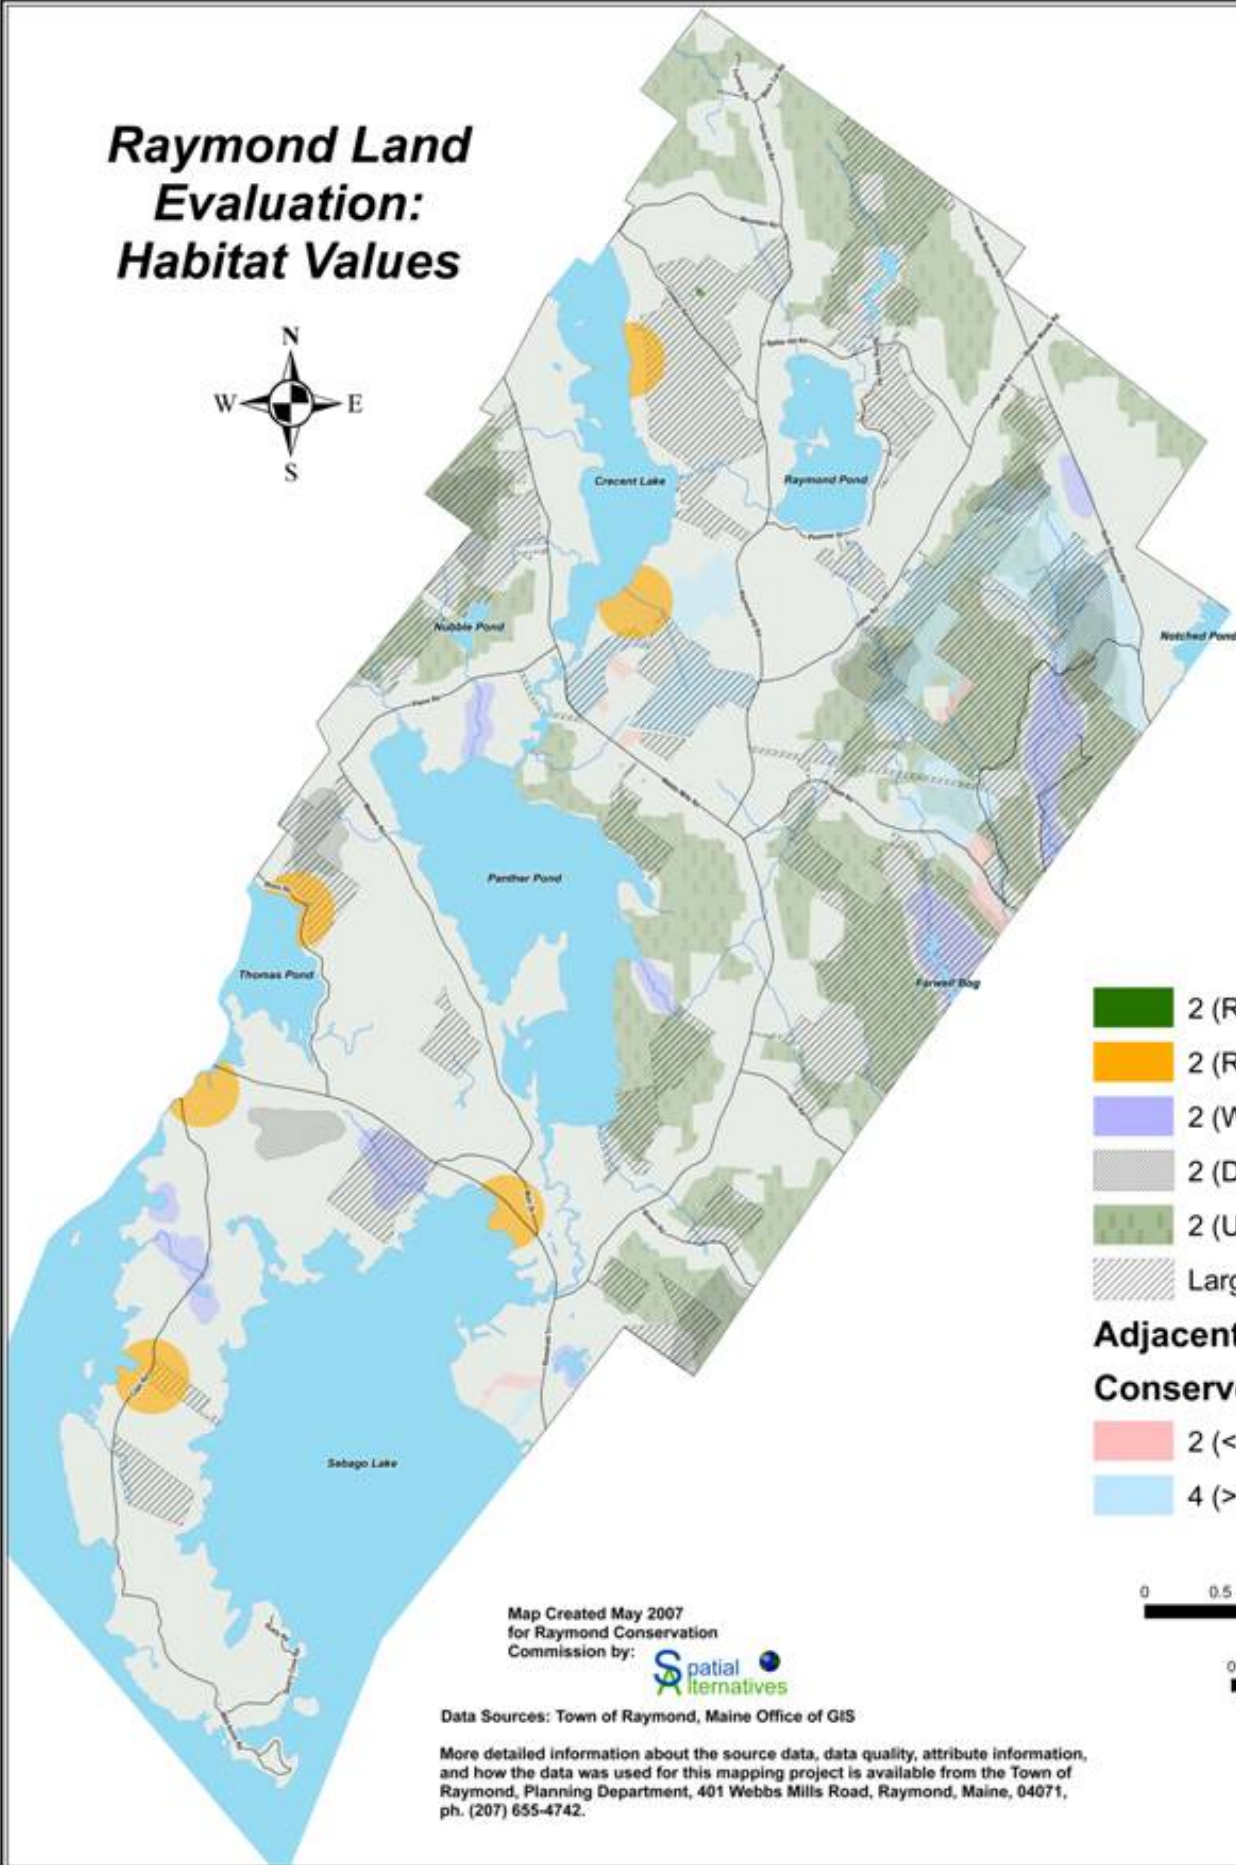 Raymond Land
Evaluation:
Habitat Values
N
W
E
S
Crecent Lake
Raymond Pond
Nubble Pond
Notched Pond
Panther Pond
Thomas Pond
Farwell Bog
Sebago Lake
2 (R
2 (R
2 (W
2 (D
2 (U
Larg
Adjacent
Conserv
2 (<
4 (>
0 0.5
0
Map Created May 2007
for Raymond Conservation
Commission by:
Spatial
Alternatives
Data Sources: Town of Raymond, Maine Office of GIS
More detailed information about the source data, data quality, attribute information,
and how the data was used for this mapping project is available from the Town of
Raymond, Planning Department, 401 Webbs Mills Road, Raymond, Maine, 04071,
ph. (207) 655-4742.